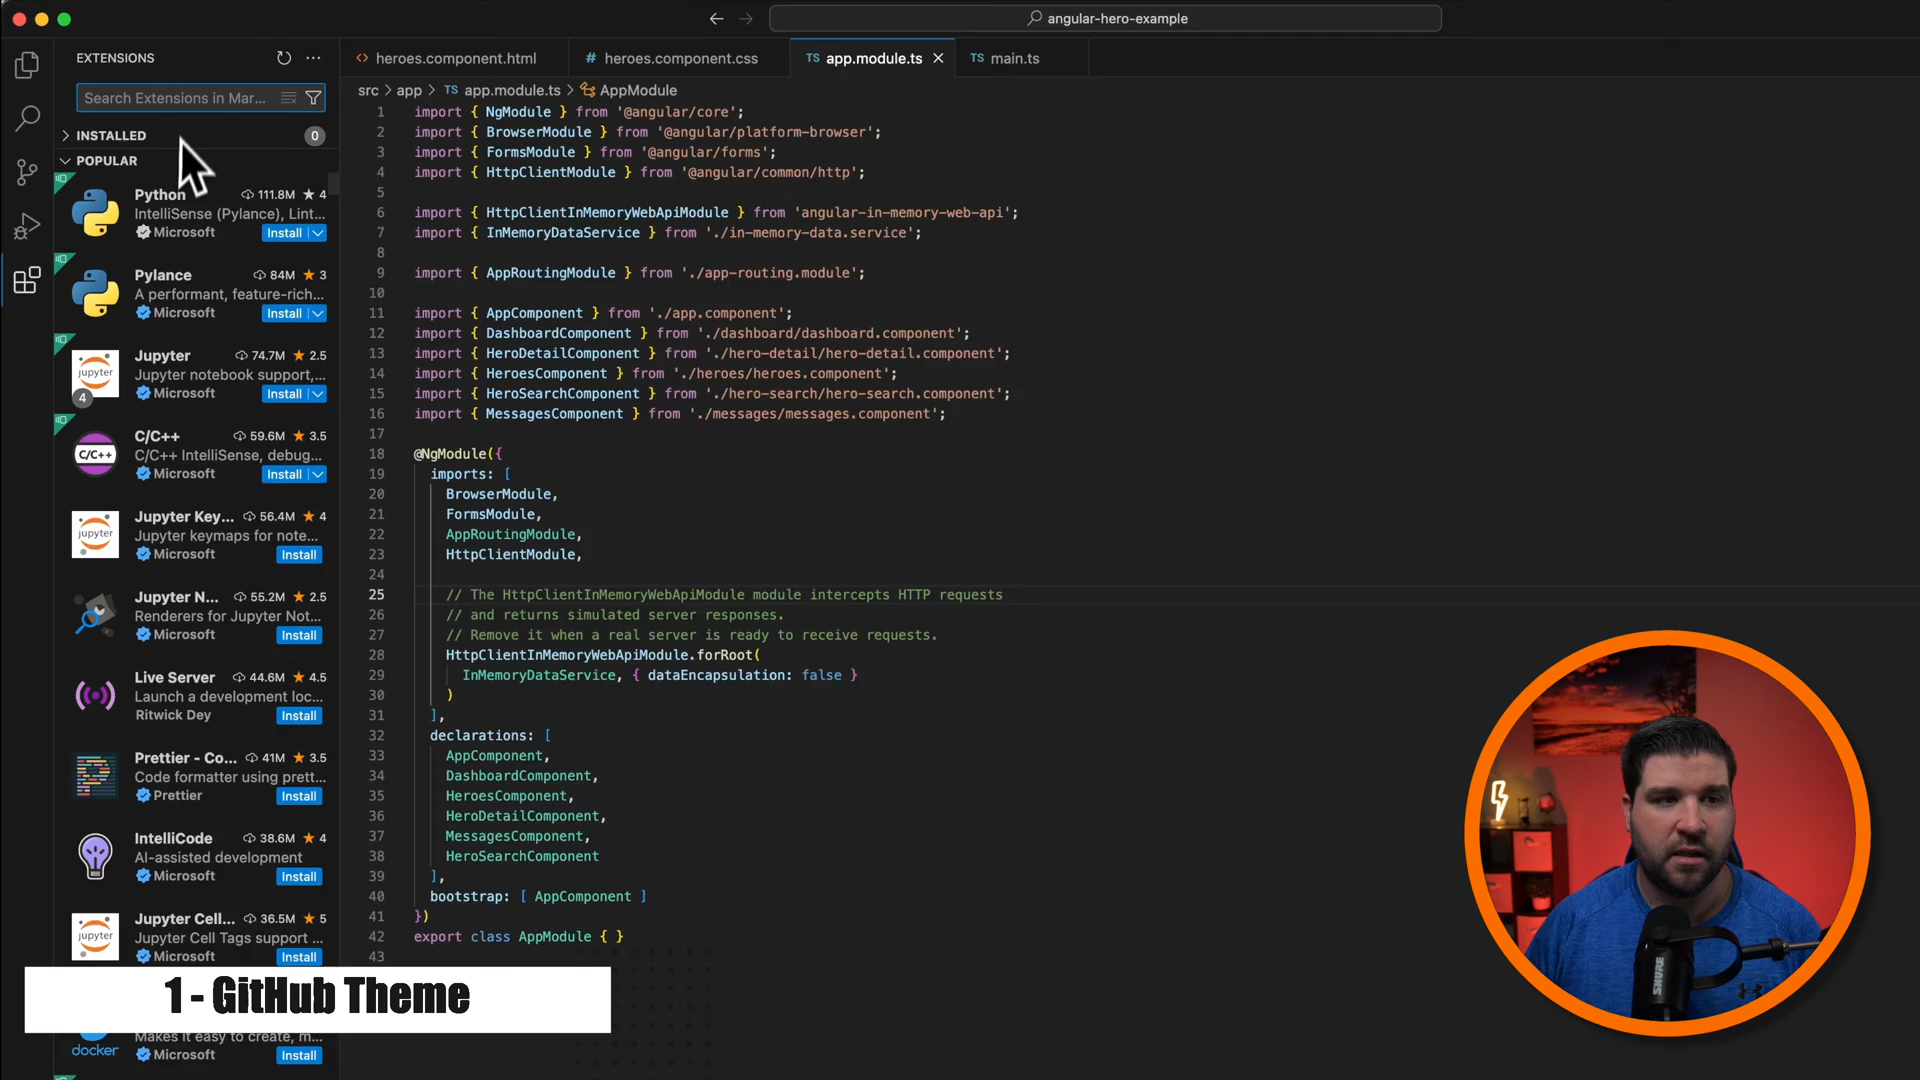 angular-hero-example
EXTENSIONS
Search Extensions in Mar...
INSTALLED
0
POPULAR
Python
111.8M
4
IntelliSense (Pylance), Lint...
Microsoft
Install
Pylance
84M
3
A performant, feature-rich...
Microsoft
Install
Jupyter
74.7M
2.5
Jupyter notebook support,...
jupyter
4
Microsoft
Install
C/C++
59.6M
3.5
C/C++ IntelliSense, debug...
C/C++
Microsoft
Install
Jupyter Key...
56.4M
4
Jupyter keymaps for note...
jupyter
Microsoft
Install
Jupyter N...
55.2M
2.5
Renderers for Jupyter Not...
Microsoft
Install
Live Server
44.6M
4.5
Launch a development loc...
Ritwick Dey
Install
Prettier - Co...
41M
3.5
Code formatter using prett...
Prettier
Install
IntelliCode
38.6M
4
AI-assisted development
Microsoft
Install
Jupyter Cell...
36.5M
5
Jupyter Cell Tags support ...
jupyter
Microsoft
Install
1 - GitHub Theme
Makes it easy to create, m...
docker
Microsoft
Install
heroes.component.html
# heroes.component.css
TS app.module.ts
TS main.ts
src > app > TS app.module.ts > AppModule
1 import { NgModule } from '@angular/core';
2 import { BrowserModule } from '@angular/platform-browser';
3 import { FormsModule } from '@angular/forms';
4 import { HttpClientModule } from '@angular/common/http';
5
6 import { HttpClientInMemoryWebApiModule } from 'angular-in-memory-web-api';
7 import { InMemoryDataService } from './in-memory-data.service';
8
9 import { AppRoutingModule } from './app-routing.module';
10
11 import { AppComponent } from './app.component';
12 import { DashboardComponent } from './dashboard/dashboard.component';
13 import { HeroDetailComponent } from './hero-detail/hero-detail.component';
14 import { HeroesComponent } from './heroes/heroes.component';
15 import { HeroSearchComponent } from './hero-search/hero-search.component';
16 import { MessagesComponent } from './messages/messages.component';
17
18 @NgModule({
19 imports: [
20 BrowserModule,
21 FormsModule,
22 AppRoutingModule,
23 HttpClientModule,
24
25 // The HttpClientInMemoryWebApiModule module intercepts HTTP requests
26 // and returns simulated server responses.
27 // Remove it when a real server is ready to receive requests.
28 HttpClientInMemoryWebApiModule.forRoot(
29 InMemoryDataService, { dataEncapsulation: false }
30 )
31 ],
32 declarations: [
33 AppComponent,
34 DashboardComponent,
35 HeroesComponent,
36 HeroDetailComponent,
37 MessagesComponent,
38 HeroSearchComponent
39 ],
40 bootstrap: [ AppComponent ]
41 })
42 export class AppModule { }
43
SHURE